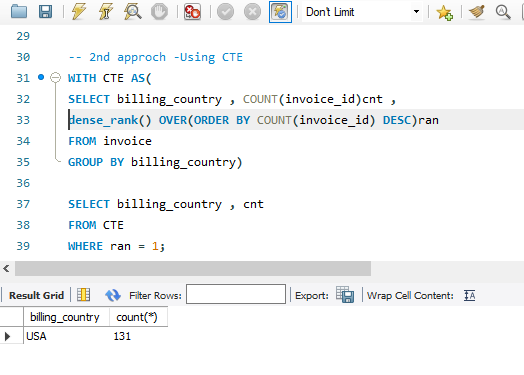 Don't Limit
29
30 -- 2nd approch -Using CTE
31 WITH CTE AS(
32 SELECT billing_country , COUNT(invoice_id)cnt ,
33 dense_rank() OVER(ORDER BY COUNT(invoice_id) DESC)ran
34 FROM invoice
35 GROUP BY billing_country)
36
37 SELECT billing_country , cnt
38 FROM CTE
39 WHERE ran = 1;
Result Grid Filter Rows: Export: Wrap Cell Content:
billing_country count(*)
USA 131